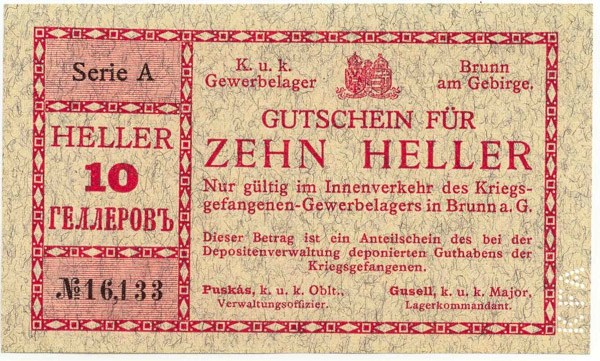 Serie A
HELLER
10
ГЕЛЛЕРОВЪ
№16,133
K. u. k.
Gewerbelager
Brunn
am Gebirge.
GUTSCHEIN FÜR
ZEHN HELLER
Nur gültig im Innenverkehr des Kriegs-
gefangenen-Gewerbelagers in Brunn a. G.
Dieser Betrag ist ein Anteilschein des bei der
Depositenverwaltung deponierten Guthabens der
Kriegsgefangenen.
Puskás, k. u. k. Oblt.,
Verwaltungsoffizier.
Gusell, k. u. k. Major,
Lagerkommandant.